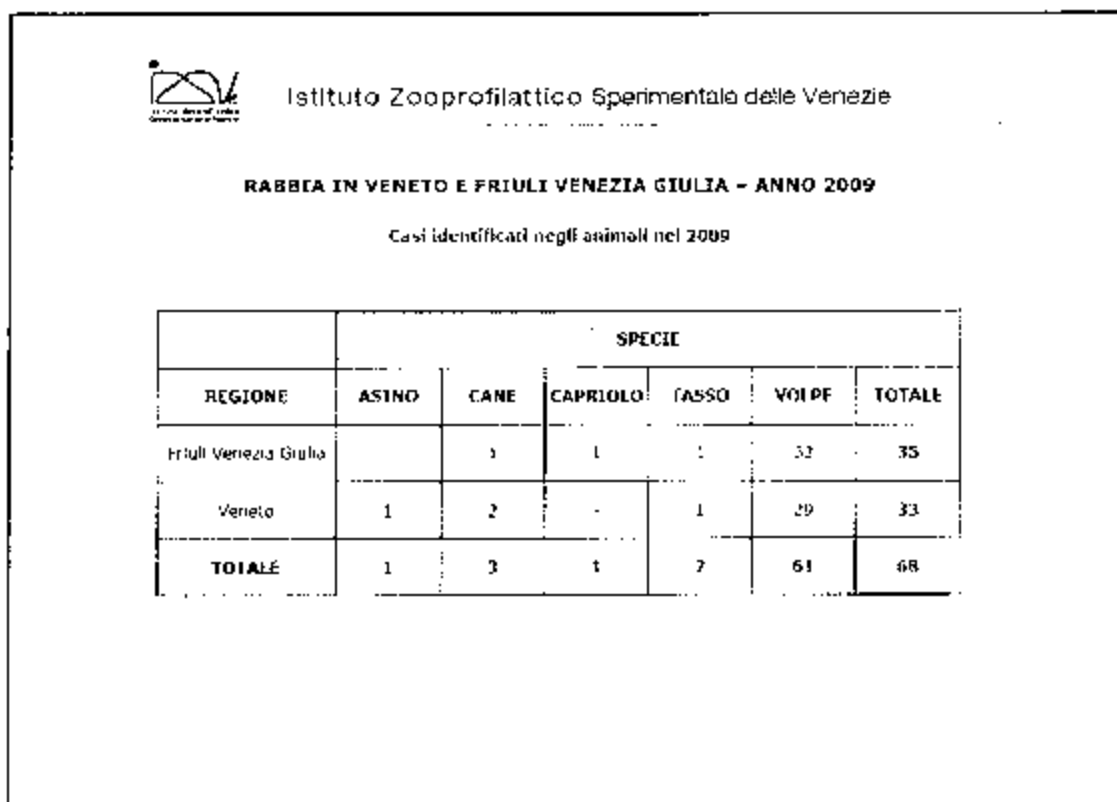 Istituto Zooprofilattico Sperimentale delle Venezie
RABBIA IN VENETO E FRIULI VENEZIA GIULIA – ANNO 2009
Casi identificati negli animali nel 2009
SPECIE
REGIONE ASINO CANE CAPRIOLO TASSO VOLPE TOTALE
Friuli Venezia Giulia 1 1 1 32 35
Veneto 1 2 - 1 29 33
TOTALE 1 3 1 2 61 68